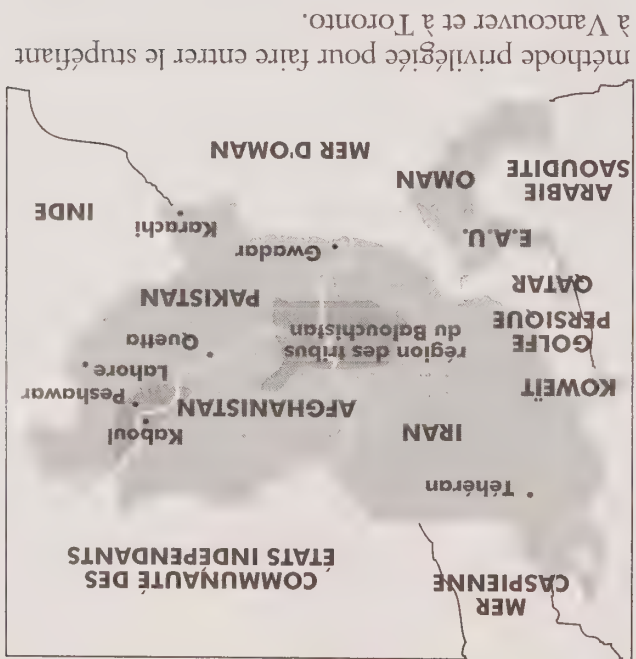 MER
CASPIENNE
COMMUNAUTÉ DES
ÉTATS INDÉPENDANTS
Téhéran
IRAN
Kaboul
AFGHANISTAN
Peshawar
Lahore
KOWEÏT
région des tribus
du Balouchistan
Quetta
GOLFE
PERSIQUE
PAKISTAN
QATAR
Gwadar
E.A.U.
Karachi
INDE
ARABIE
SAOUDITE
OMAN
MER D'OMAN
méthode privilégiée pour faire entrer le stupéfiant
à Vancouver et à Toronto.